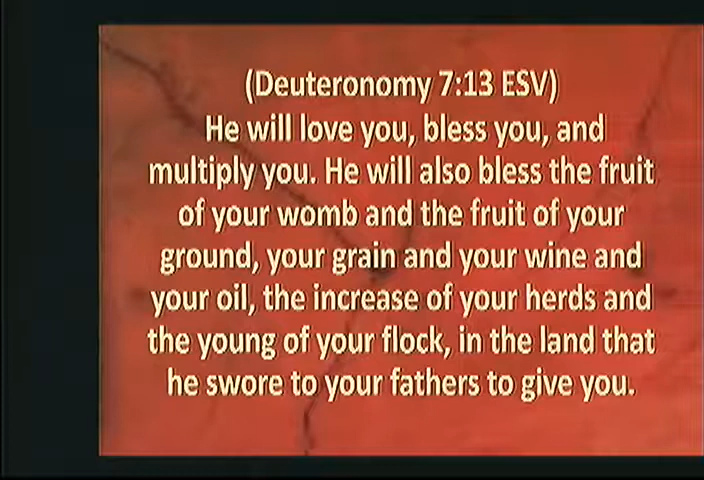 (Deuteronomy 7:13 ESV)
He will love you, bless you, and
multiply you. He will also bless the fruit
of your womb and the fruit of your
ground, your grain and your wine and
your oil, the increase of your herds and
the young of your flock, in the land that
he swore to your fathers to give you.